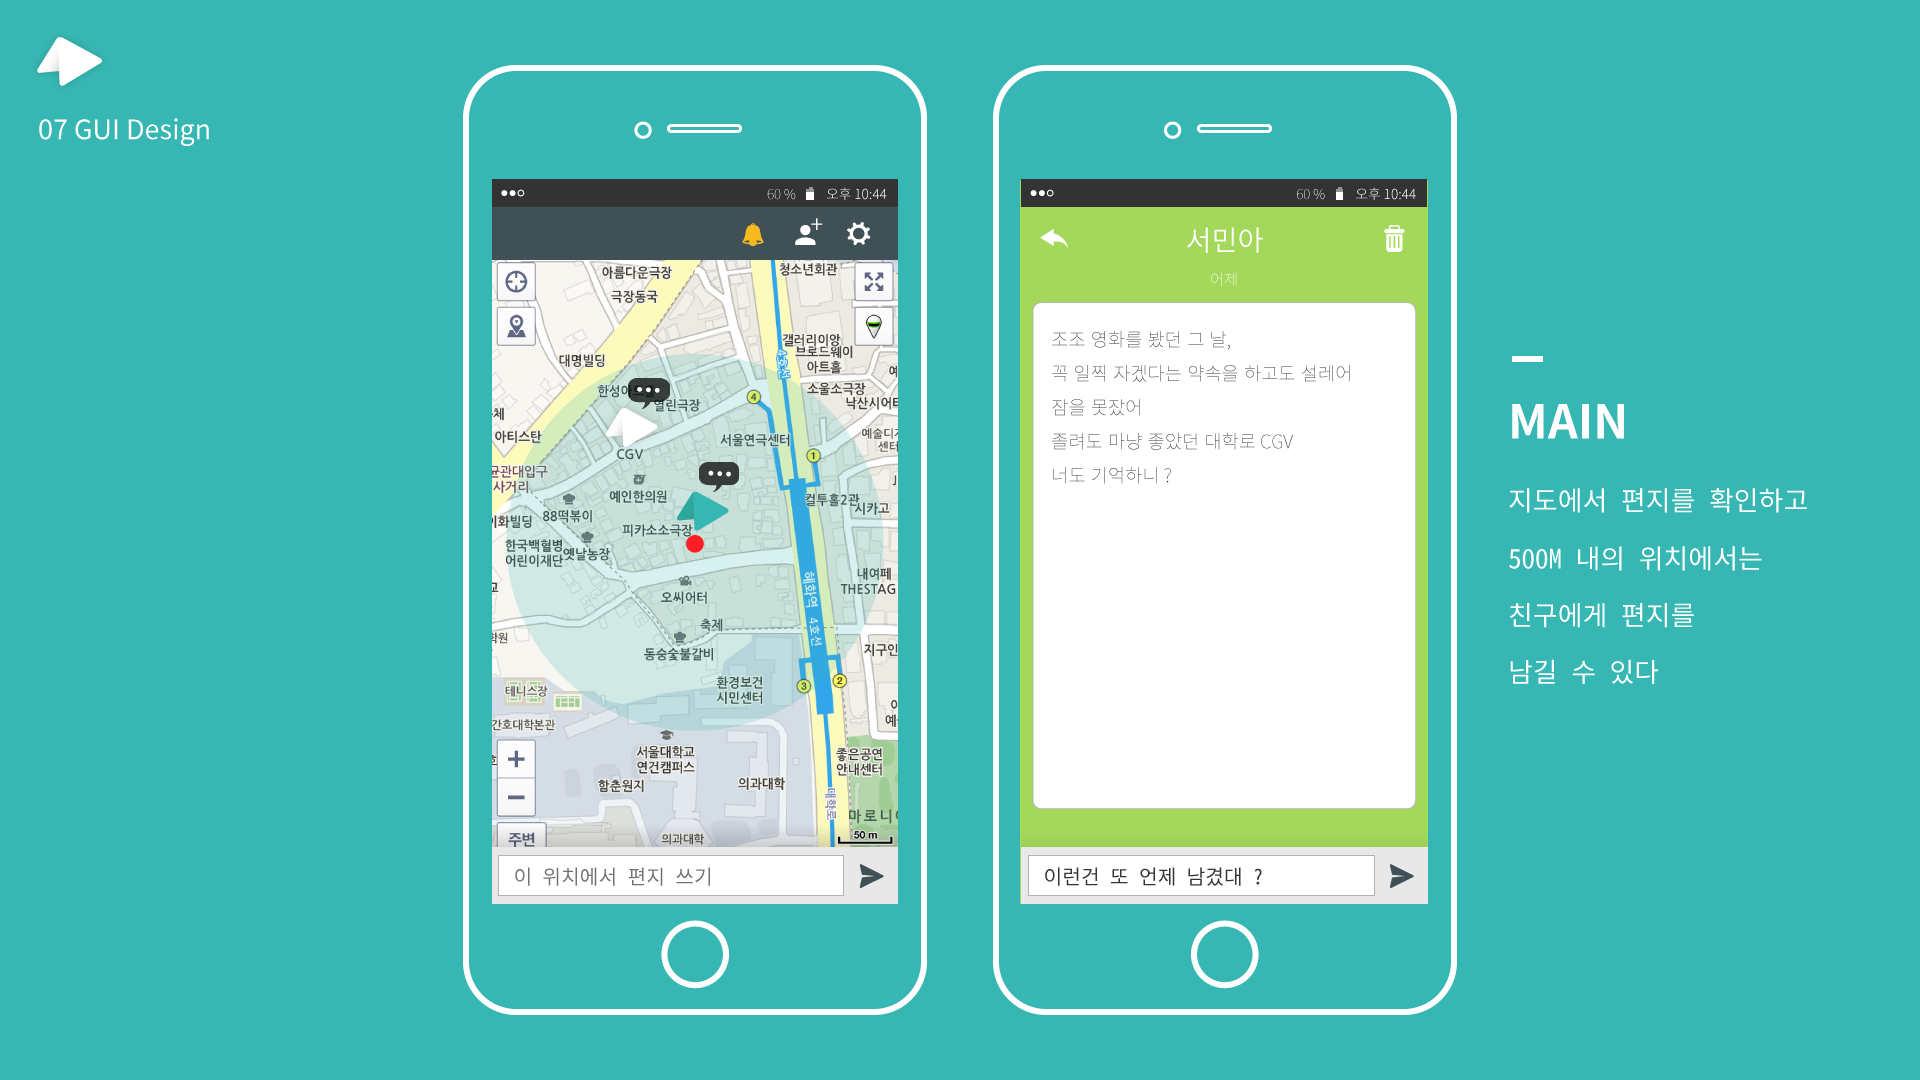 07 GUI Design
60 %
오후 10:44
아름다운극장
극장동국
청소년회관
갤러리이앙
브로드웨이
아트홀
4호선
대명빌딩
소울소극장
낙산시어터
열린극장
4
아티스탄
서울연극센터
예술디자
센터
CGV
1
균관대입구
사거리
예인한의원
컬투홀2관
시카고
88떡볶이
이화빌딩
피카소소극장
한국백혈병
어린이재단
옛날농장
내여페
THESTAG
혜화역 4호선
오씨어터
축제
학원
동숭숯불갈비
지구인
환경보건
시민센터
3
2
테니스장
간호대학본관
서울대학교
연건캠퍼스
함춘원지
의과대학
좋은공연
안내센터
대학로
마로니
의과대학
50 m
주변
이 위치에서 편지 쓰기
60 %
오후 10:44
서민아
어제
조조 영화를 봤던 그 날,
꼭 일찍 자겠다는 약속을 하고도 설레어
잠을 못잤어
졸려도 마냥 좋았던 대학로 CGV
너도 기억하니 ?
이런건 또 언제 남겼대 ?
MAIN
지도에서 편지를 확인하고
500M 내의 위치에서는
친구에게 편지를
남길 수 있다